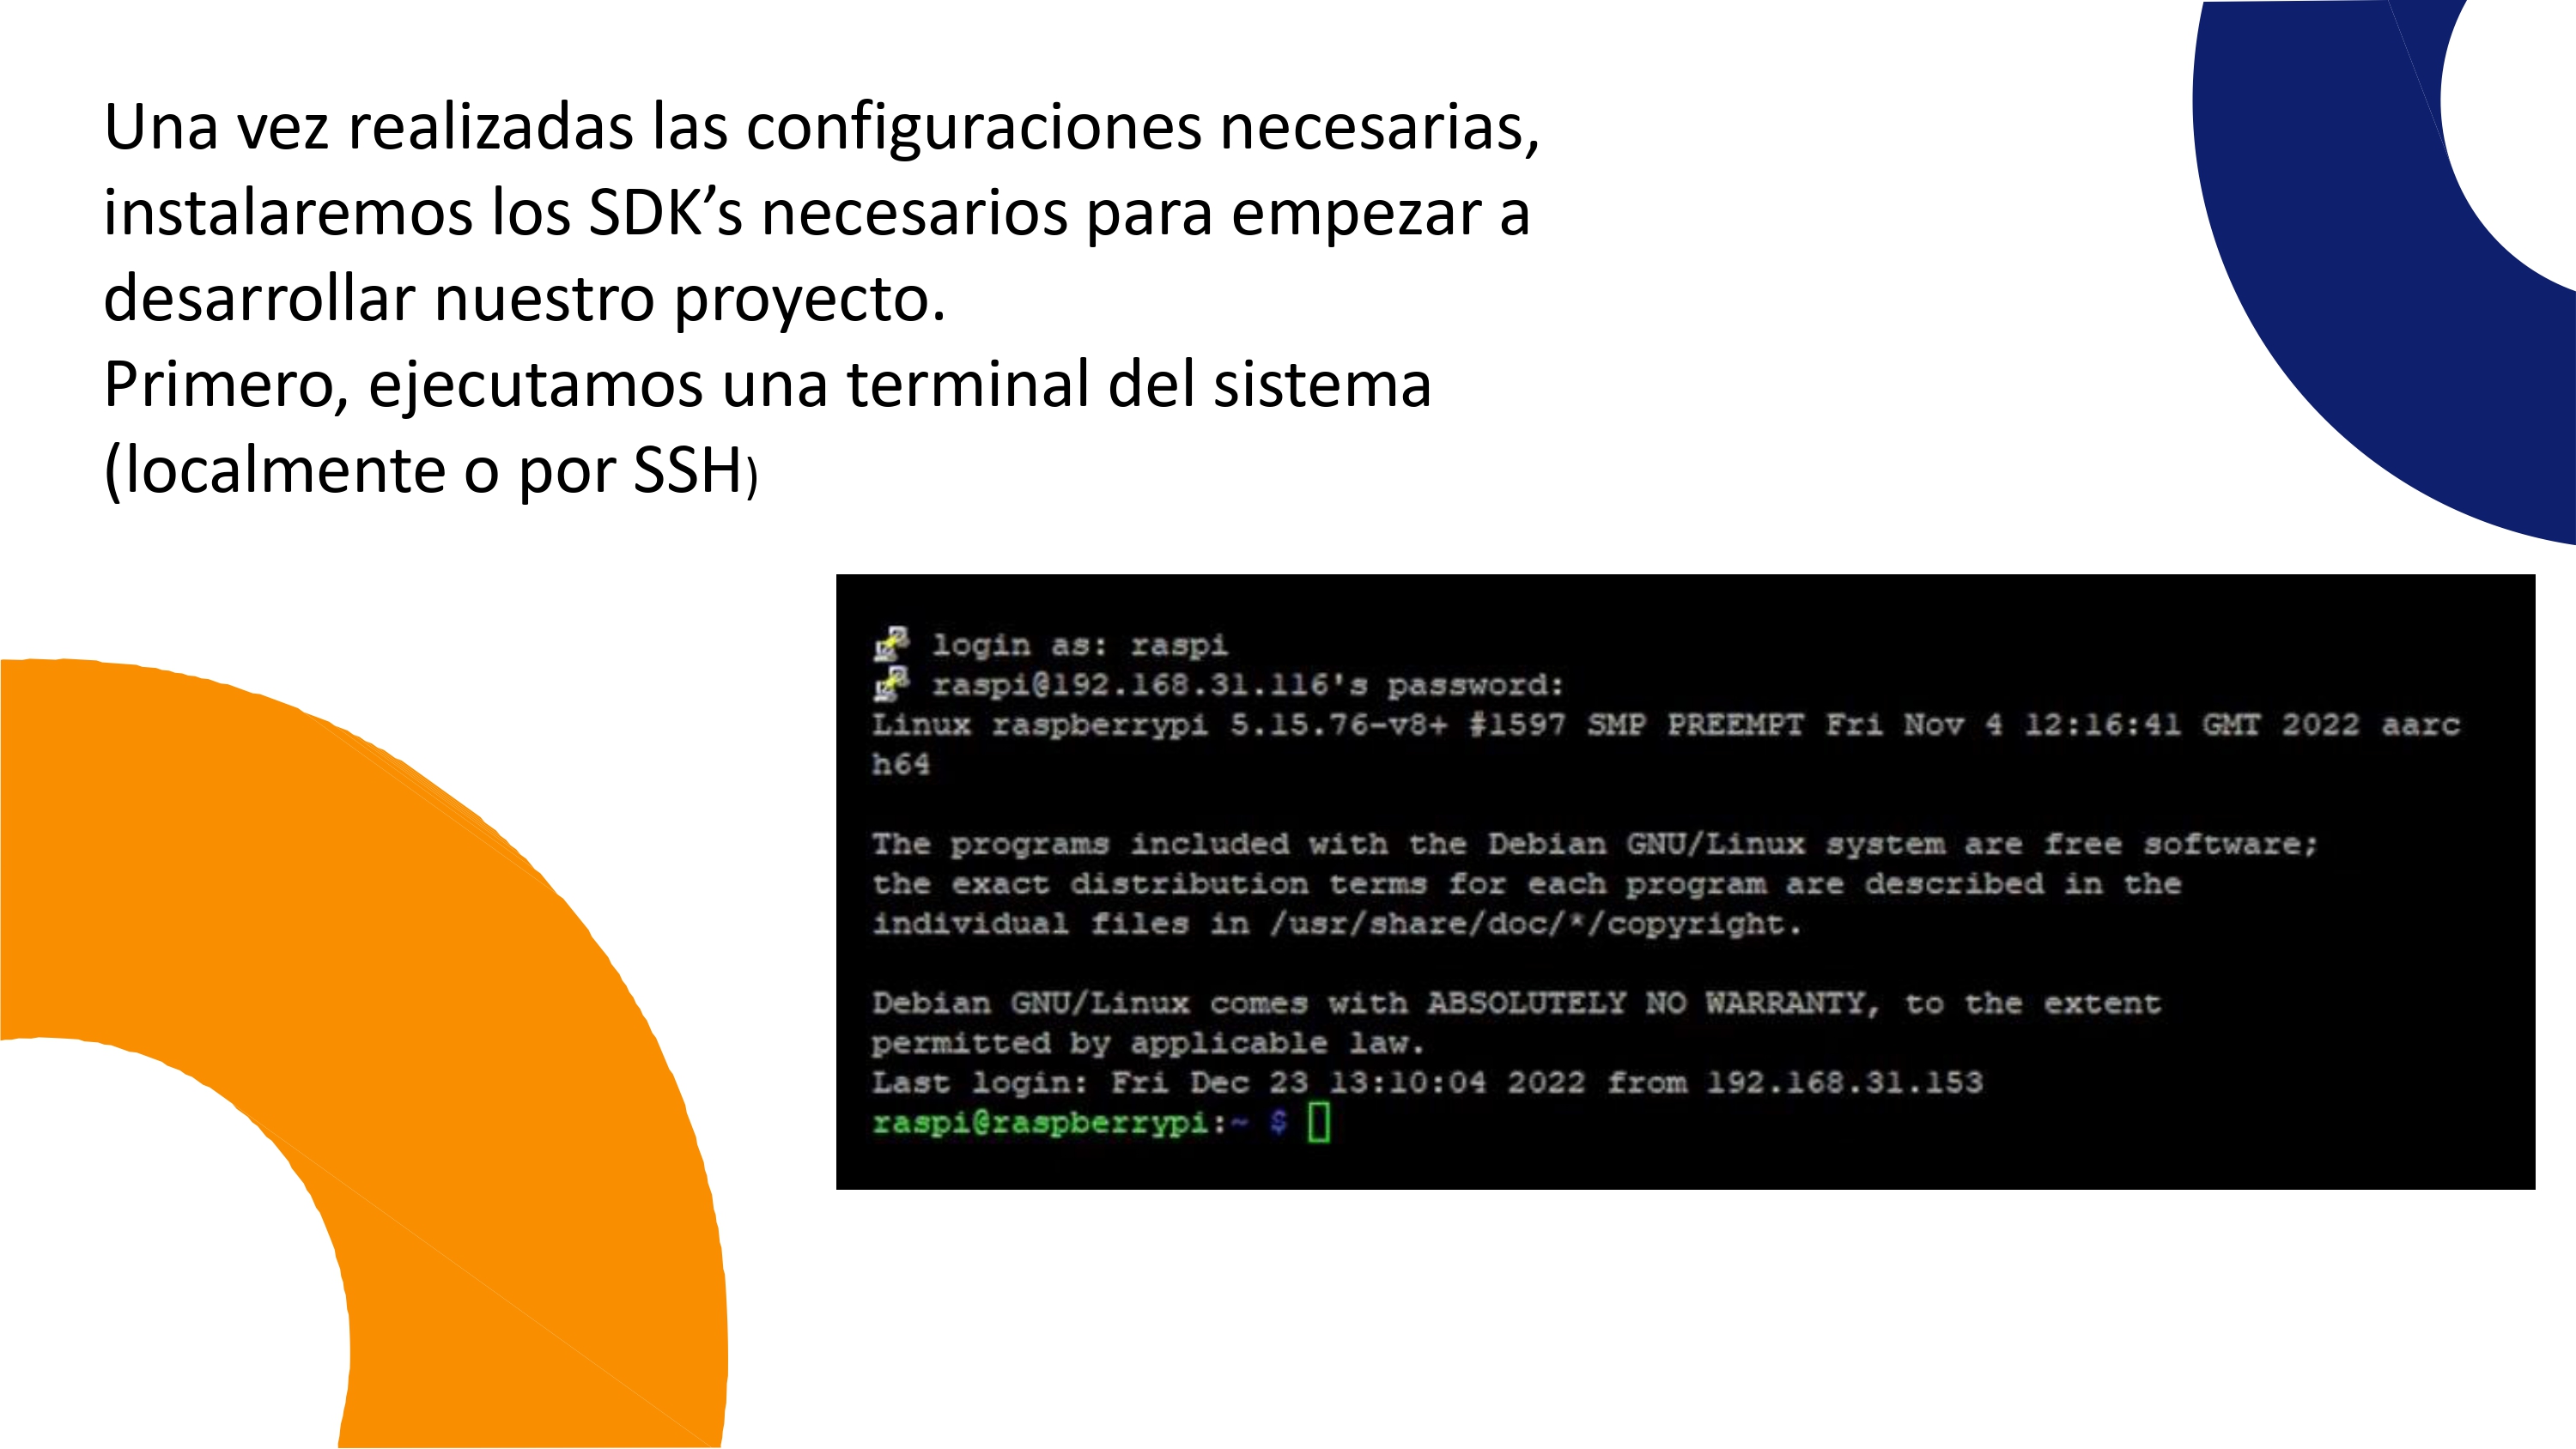 Una vez realizadas las configuraciones necesarias,
instalaremos los SDK’s necesarios para empezar a
desarrollar nuestro proyecto.
Primero, ejecutamos una terminal del sistema
(localmente o por SSH)
login as: raspi
raspi@192.168.31.116's password:
Linux raspberrypi 5.15.76-v8+ #1597 SMP PREEMPT Fri Nov 4 12:16:41 GMT 2022 aarc
h64
The programs included with the Debian GNU/Linux system are free software;
the exact distribution terms for each program are described in the
individual files in /usr/share/doc/*/copyright.
Debian GNU/Linux comes with ABSOLUTELY NO WARRANTY, to the extent
permitted by applicable law.
Last login: Fri Dec 23 13:10:04 2022 from 192.168.31.153
raspi@raspberrypi:~ $